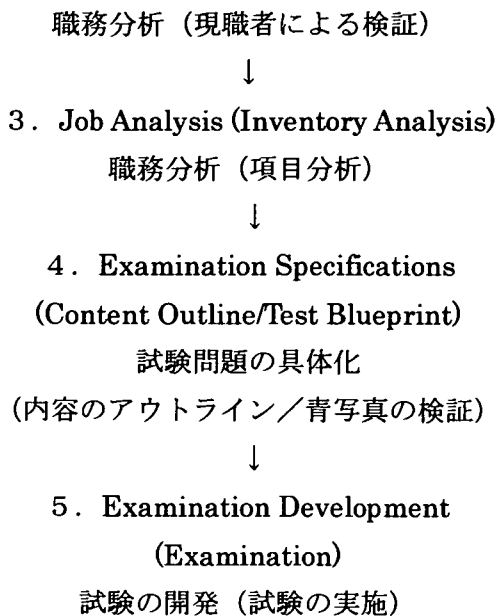 職務分析（現職者による検証）
↓
３．Job Analysis (Inventory Analysis)
職務分析（項目分析）
↓
４．Examination Specifications
(Content Outline/Test Blueprint)
試験問題の具体化
（内容のアウトライン／青写真の検証）
↓
５．Examination Development
(Examination)
試験の開発（試験の実施）